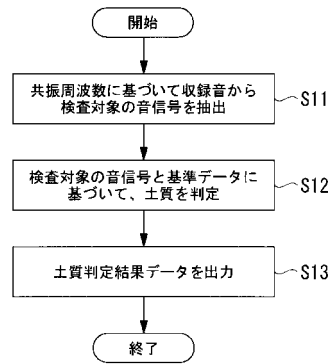 開始
共振周波数に基づいて収録音から
検査対象の音信号を抽出
S11
検査対象の音信号と基準データに
基づいて、土質を判定
S12
土質判定結果データを出力
S13
終了